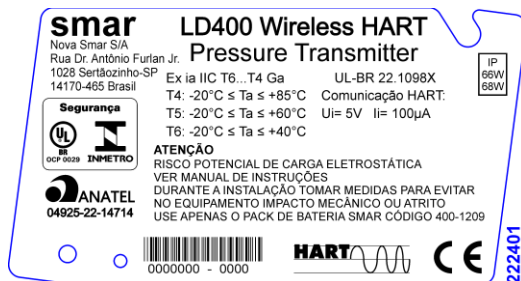 smar
Nova Smar S/A
Rua Dr. Antônio Furlan Jr.
1028 Sertãozinho-SP
14170-465 Brasil
LD400 Wireless HART
Pressure Transmitter
Ex ia IIC T6...T4 Ga UL-BR 22.1098X
T4: -20°C ≤ Ta ≤ +85°C Comunicação HART:
T5: -20°C ≤ Ta ≤ +60°C Ui= 5V Ii= 100µA
T6: -20°C ≤ Ta ≤ +40°C
IP
66W
68W
Segurança
UL
BR
OCP 0029 INMETRO
ANATEL
04925-22-14714
ATENÇÃO
RISCO POTENCIAL DE CARGA ELETROSTÁTICA
VER MANUAL DE INSTRUÇÕES
DURANTE A INSTALAÇÃO TOMAR MEDIDAS PARA EVITAR
NO EQUIPAMENTO IMPACTO MECÂNICO OU ATRITO
USE APENAS O PACK DE BATERIA SMAR CÓDIGO 400-1209
0000000 - 0000
HART
CE
222401